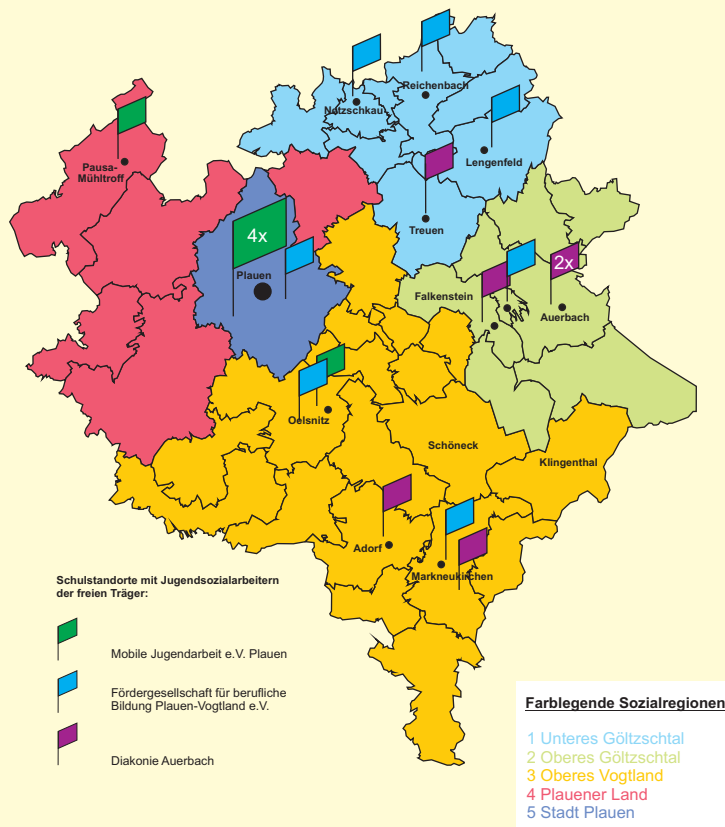 Reichenbach
Netzschkau
Lengenfeld
Pausa-
Mühltroff
Treuen
4x
Plauen
2x
Falkenstein
Auerbach
Oelsnitz
Schöneck
Klingenthal
Adorf
Markneukirchen
Schulstandorte mit Jugendsozialarbeitern
der freien Träger:
Mobile Jugendarbeit e.V. Plauen
Fördergesellschaft für berufliche
Bildung Plauen-Vogtland e.V.
Diakonie Auerbach
Farblegende Sozialregionen
1 Unteres Göltzschtal
2 Oberes Göltzschtal
3 Oberes Vogtland
4 Plauener Land
5 Stadt Plauen